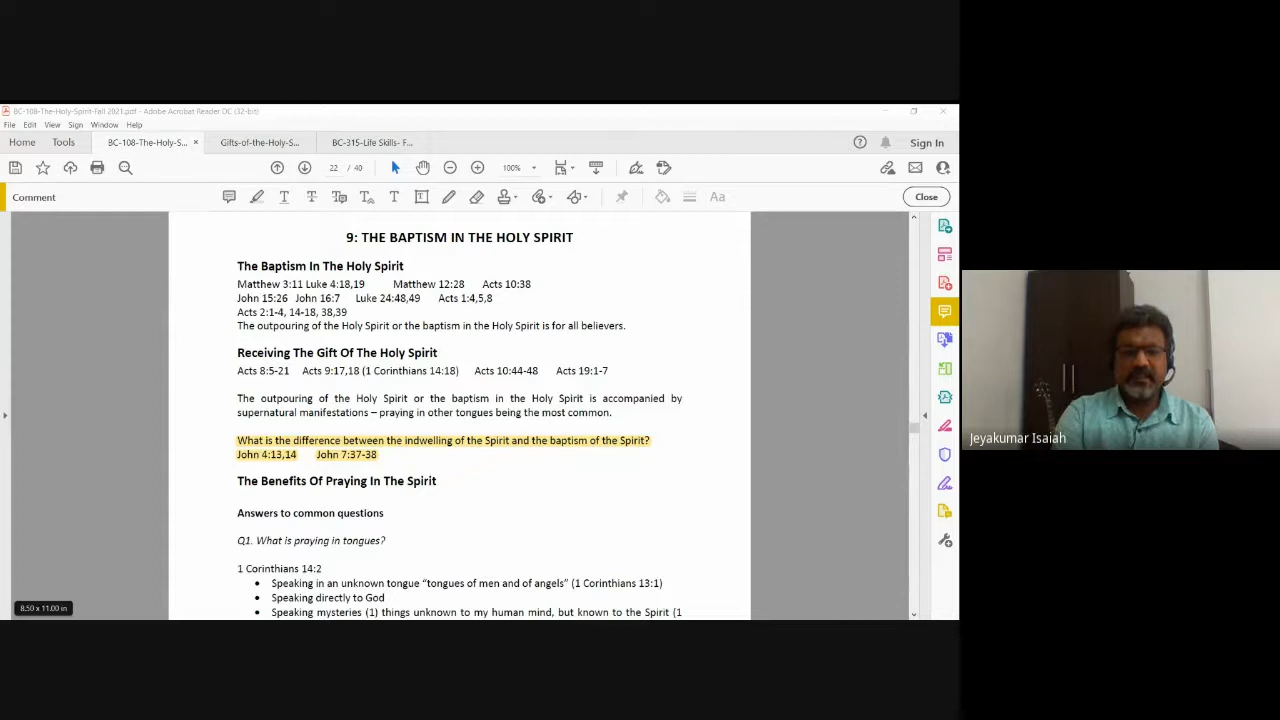 BC-108-The-Holy-Spirit-Fall 2021.pdf - Adobe Acrobat Reader DC (32-bit)
File Edit View Sign Window Help
Home Tools BC-108-The-Holy-S... × Gifts-of-the-Holy-S... BC-315-Life Skills- F... Sign In
22 / 40 100%
Comment Aa Close
9: THE BAPTISM IN THE HOLY SPIRIT
The Baptism In The Holy Spirit
Matthew 3:11 Luke 4:18,19 Matthew 12:28 Acts 10:38
John 15:26 John 16:7 Luke 24:48,49 Acts 1:4,5,8
Acts 2:1-4, 14-18, 38,39
The outpouring of the Holy Spirit or the baptism in the Holy Spirit is for all believers.
Receiving The Gift Of The Holy Spirit
Acts 8:5-21 Acts 9:17,18 (1 Corinthians 14:18) Acts 10:44-48 Acts 19:1-7
The outpouring of the Holy Spirit or the baptism in the Holy Spirit is accompanied by
supernatural manifestations – praying in other tongues being the most common.
What is the difference between the indwelling of the Spirit and the baptism of the Spirit?
John 4:13,14 John 7:37-38
The Benefits Of Praying In The Spirit
Answers to common questions
Q1. What is praying in tongues?
1 Corinthians 14:2
• Speaking in an unknown tongue “tongues of men and of angels” (1 Corinthians 13:1)
• Speaking directly to God
• Speaking mysteries (1) things unknown to my human mind, but known to the Spirit (1
8.50 x 11.00 in
Jeyakumar Isaiah